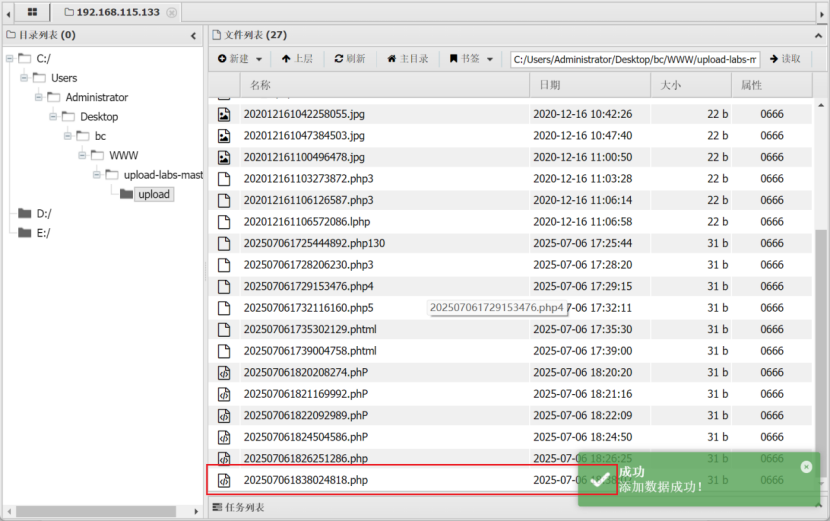 192.168.115.133
目录列表 (0)
文件列表 (27)
新建 上层 刷新 主目录 书签 C:/Users/Administrator/Desktop/bc/WWW/upload-labs-m 读取
C:/
Users
Administrator
Desktop
bc
WWW
upload-labs-mast
upload
D:/
E:/
名称 日期 大小 属性
202012161042258055.jpg 2020-12-16 10:42:26 22 b 0666
202012161047384503.jpg 2020-12-16 10:47:40 22 b 0666
202012161100496478.jpg 2020-12-16 11:00:50 22 b 0666
202012161103273872.php3 2020-12-16 11:03:28 22 b 0666
202012161106126587.php3 2020-12-16 11:06:14 22 b 0666
202012161106572086.lphp 2020-12-16 11:06:58 22 b 0666
202507061725444892.php130 2025-07-06 17:25:44 31 b 0666
202507061728206230.php3 2025-07-06 17:28:20 31 b 0666
202507061729153476.php4 2025-07-06 17:29:15 31 b 0666
202507061732116160.php5 7-06 17:32:11 31 b 0666
202507061729153476.php4
202507061735302129.phtml 2025-07-06 17:35:30 31 b 0666
202507061739004758.phtml 2025-07-06 17:39:00 31 b 0666
202507061820208274.phP 2025-07-06 18:20:20 31 b 0666
202507061821169992.phP 2025-07-06 18:21:16 31 b 0666
202507061822092989.phP 2025-07-06 18:22:09 31 b 0666
202507061824504586.php 2025-07-06 18:24:50 31 b 0666
202507061826251286.php 2025-07-06 18:26:25 31 b 0666
202507061838024818.php 2025-07-06 18:38:02 31 b 0666
成功
添加数据成功！
任务列表